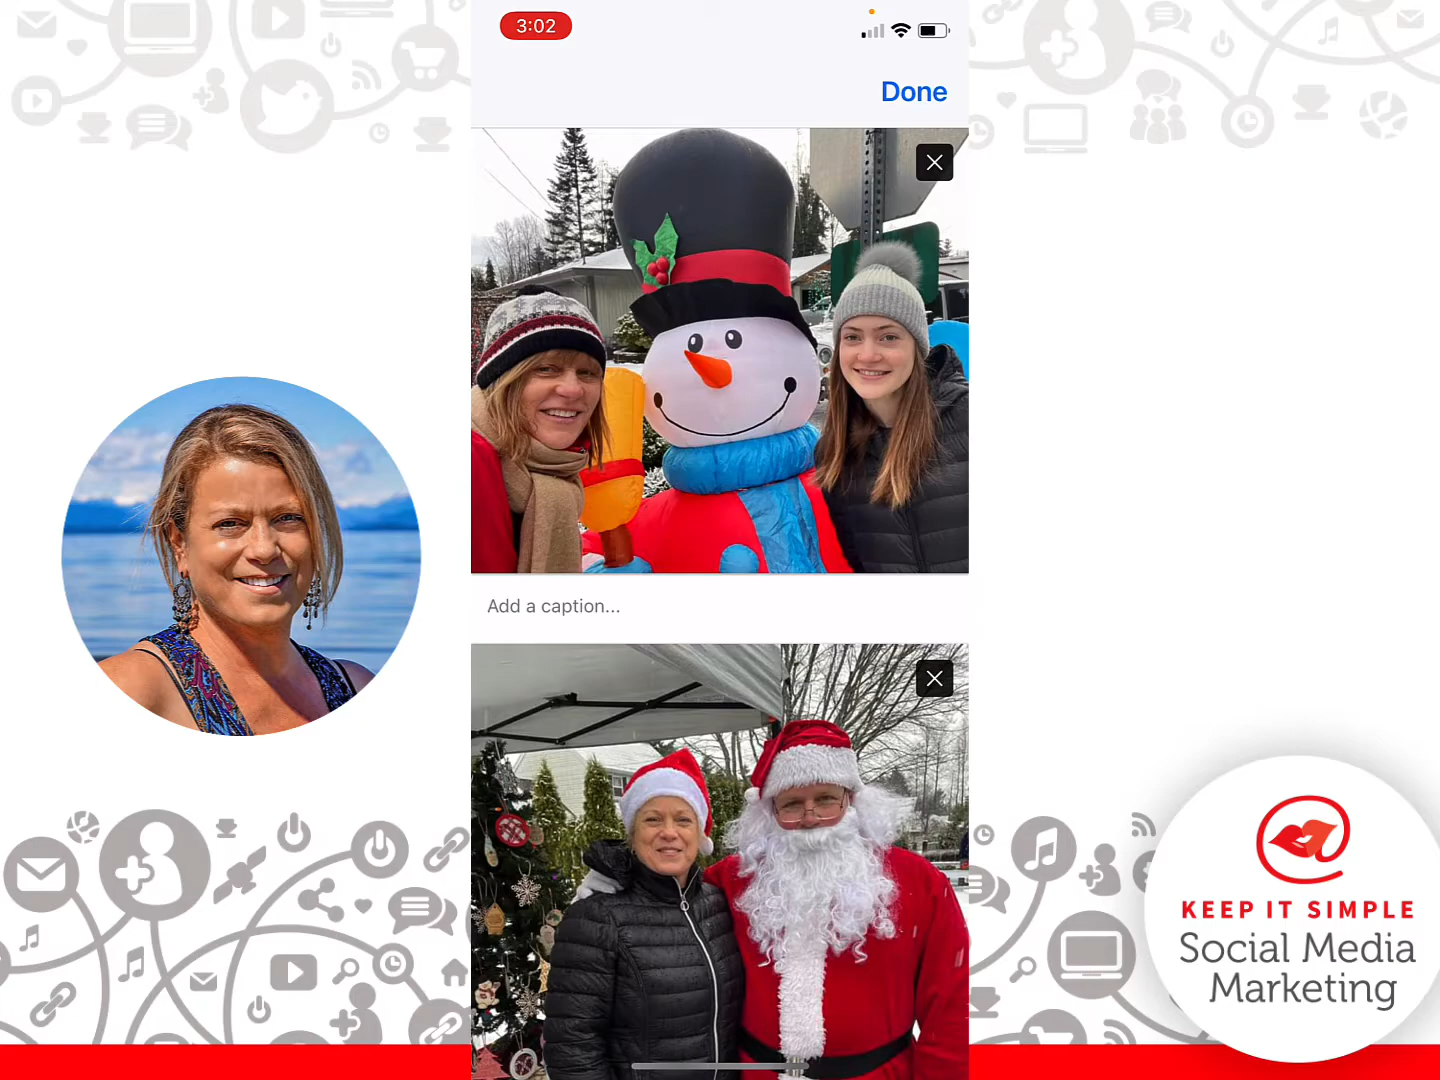 3:02
Done
Add a caption...
KEEP IT SIMPLE
Social Media
Marketing